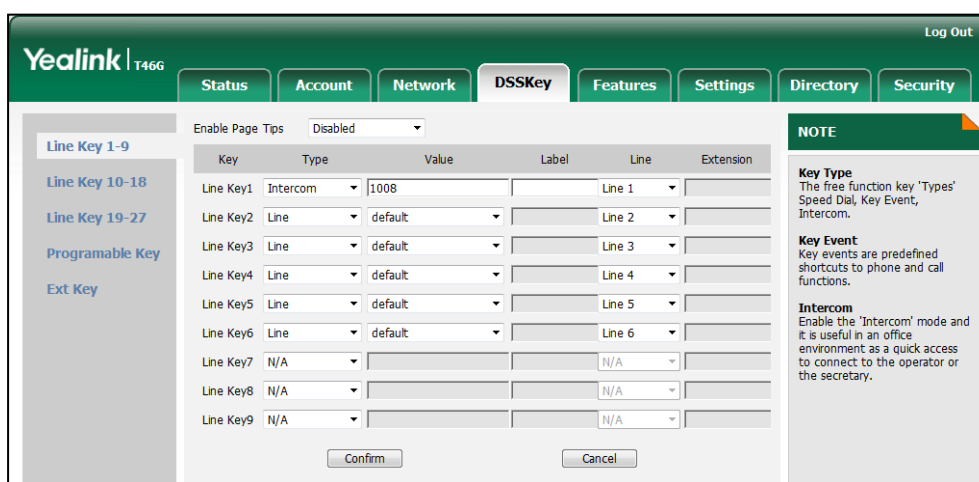 Log Out
Yealink T46G
Status Account Network DSSKey Features Settings Directory Security
Line Key 1-9
Line Key 10-18
Line Key 19-27
Programable Key
Ext Key
Enable Page Tips Disabled
Key Type Value Label Line Extension
Line Key1 Intercom 1008 Line 1
Line Key2 Line default Line 2
Line Key3 Line default Line 3
Line Key4 Line default Line 4
Line Key5 Line default Line 5
Line Key6 Line default Line 6
Line Key7 N/A N/A
Line Key8 N/A N/A
Line Key9 N/A N/A
Confirm Cancel
NOTE
Key Type
The free function key 'Types'
Speed Dial, Key Event,
Intercom.
Key Event
Key events are predefined
shortcuts to phone and call
functions.
Intercom
Enable the 'Intercom' mode and
it is useful in an office
environment as a quick access
to connect to the operator or
the secretary.